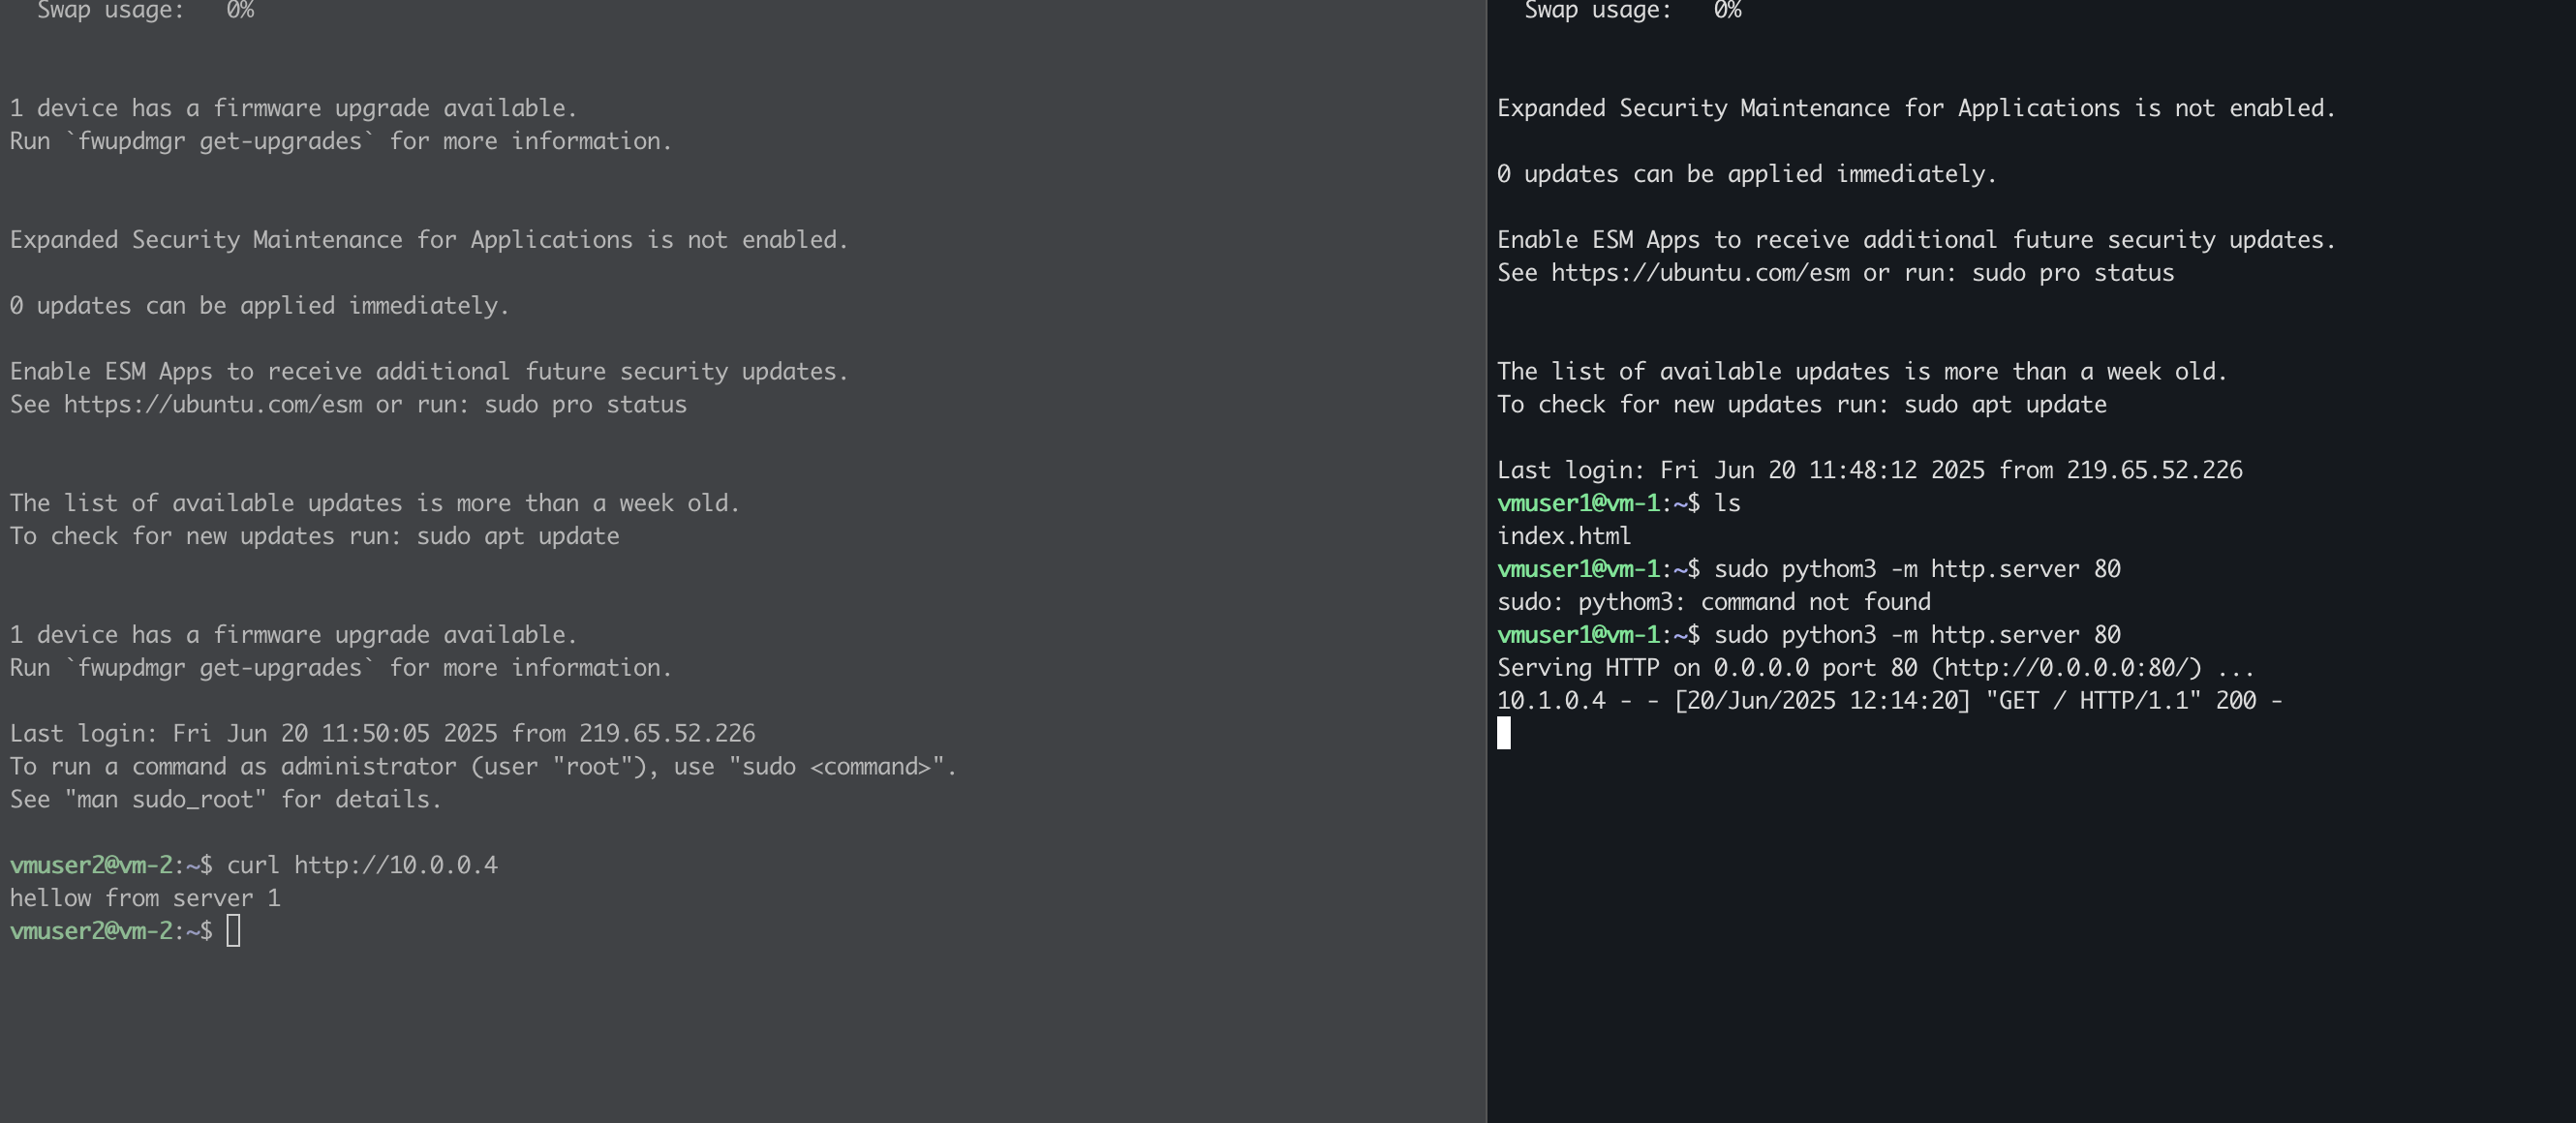 Swap usage:   0%
1 device has a firmware upgrade available.
Run `fwupdmgr get-upgrades` for more information.
Expanded Security Maintenance for Applications is not enabled.
0 updates can be applied immediately.
Enable ESM Apps to receive additional future security updates.
See https://ubuntu.com/esm or run: sudo pro status
The list of available updates is more than a week old.
To check for new updates run: sudo apt update
1 device has a firmware upgrade available.
Run `fwupdmgr get-upgrades` for more information.
Last login: Fri Jun 20 11:50:05 2025 from 219.65.52.226
To run a command as administrator (user "root"), use "sudo <command>".
See "man sudo_root" for details.
vmuser2@vm-2:~$ curl http://10.0.0.4
hellow from server 1
vmuser2@vm-2:~$
Swap usage:   0%
Expanded Security Maintenance for Applications is not enabled.
0 updates can be applied immediately.
Enable ESM Apps to receive additional future security updates.
See https://ubuntu.com/esm or run: sudo pro status
The list of available updates is more than a week old.
To check for new updates run: sudo apt update
Last login: Fri Jun 20 11:48:12 2025 from 219.65.52.226
vmuser1@vm-1:~$ ls
index.html
vmuser1@vm-1:~$ sudo pythom3 -m http.server 80
sudo: pythom3: command not found
vmuser1@vm-1:~$ sudo python3 -m http.server 80
Serving HTTP on 0.0.0.0 port 80 (http://0.0.0.0:80/) ...
10.1.0.4 - - [20/Jun/2025 12:14:20] "GET / HTTP/1.1" 200 -